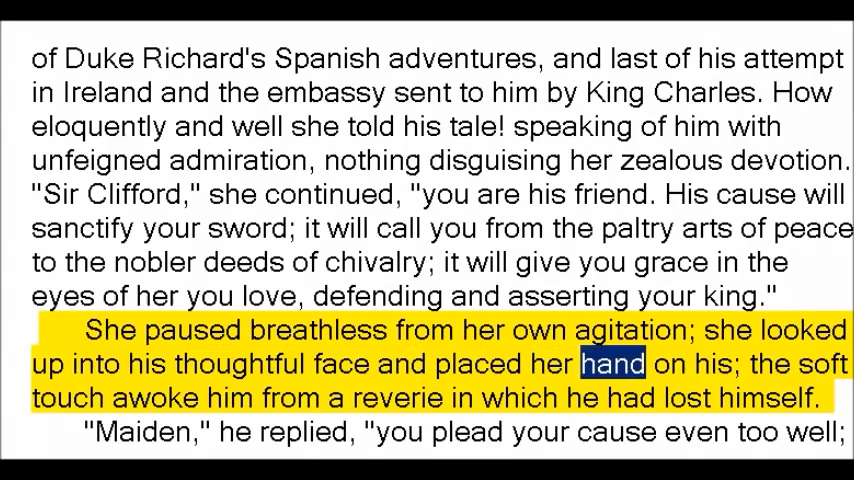 of Duke Richard's Spanish adventures, and last of his attempt
in Ireland and the embassy sent to him by King Charles. How
eloquently and well she told his tale! speaking of him with
unfeigned admiration, nothing disguising her zealous devotion.
"Sir Clifford," she continued, "you are his friend. His cause will
sanctify your sword; it will call you from the paltry arts of peace
to the nobler deeds of chivalry; it will give you grace in the
eyes of her you love, defending and asserting your king."
She paused breathless from her own agitation; she looked
up into his thoughtful face and placed her hand on his; the soft
touch awoke him from a reverie in which he had lost himself.
"Maiden," he replied, "you plead your cause even too well;